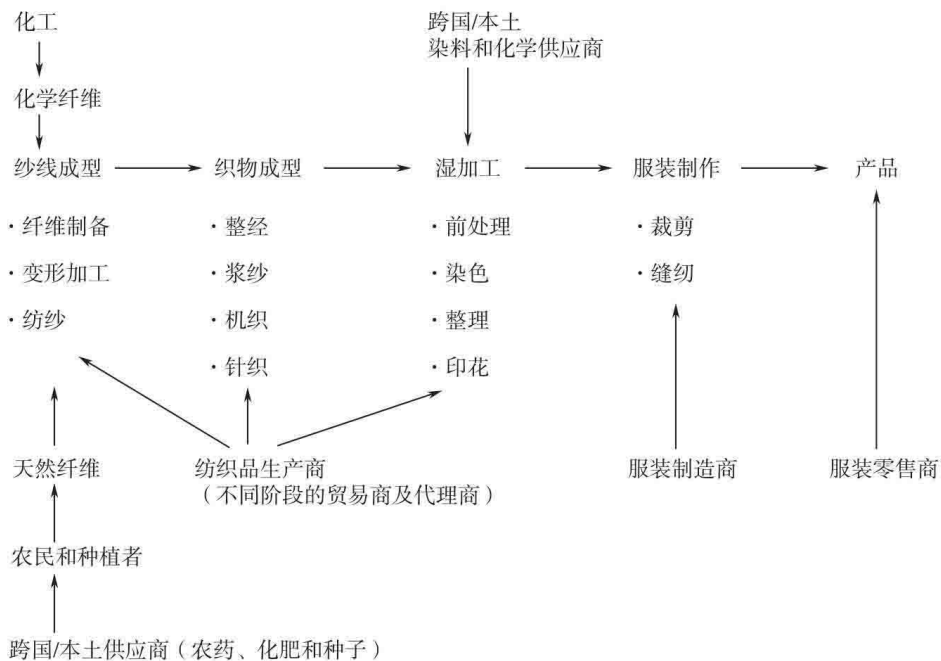 化工
跨国/本土
染料和化学供应商
化学纤维
纱线成型
织物成型
湿加工
服装制作
产品
·纤维制备
·整经
·前处理
·裁剪
·变形加工
·浆纱
·染色
·缝纫
·纺纱
·机织
·整理
·针织
·印花
天然纤维
纺织品生产商
（不同阶段的贸易商及代理商）
服装制造商
服装零售商
农民和种植者
跨国/本土供应商（农药、化肥和种子）